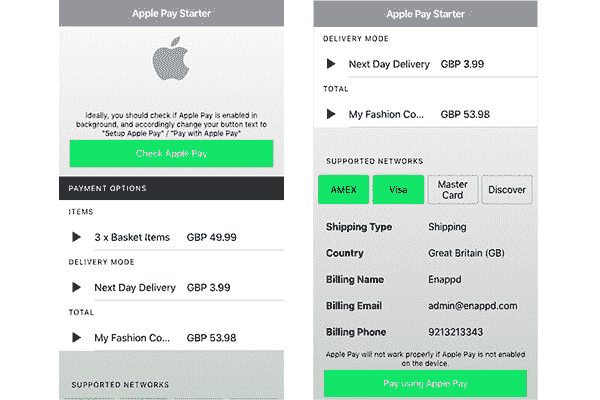 Apple Pay Starter
Ideally, you should check if Apple Pay is enabled in
background, and accordingly change your button text to
"Setup Apple Pay" / "Pay with Apple Pay"
Check Apple Pay
PAYMENT OPTIONS
ITEMS
3 x Basket Items GBP 49.99
DELIVERY MODE
Next Day Delivery GBP 3.99
TOTAL
My Fashion Co... GBP 53.98
SUPPORTED NETWORKS
Apple Pay Starter
DELIVERY MODE
Next Day Delivery GBP 3.99
TOTAL
My Fashion Co... GBP 53.98
SUPPORTED NETWORKS
AMEX Visa Master Card Discover
Shipping Type Shipping
Country Great Britain (GB)
Billing Name Enappd
Billing Email admin@enappd.com
Billing Phone 9213213343
Apple Pay will not work properly if Apple Pay is not enabled
on the device.
Pay using Apple Pay